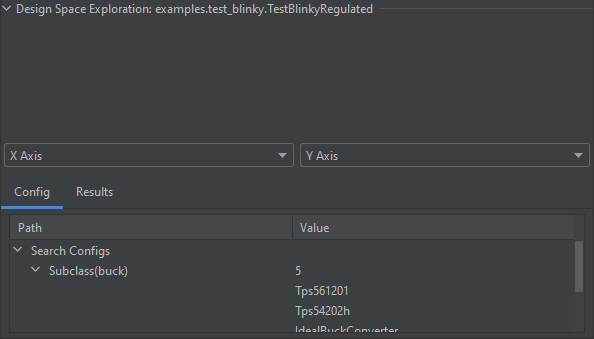 Design Space Exploration: examples.test_blinky.TestBlinkyRegulated
X Axis Y Axis
Config Results
Path Value
Search Configs
Subclass(buck) 5
Tps561201
Tps54202h
IdealBuckConverter